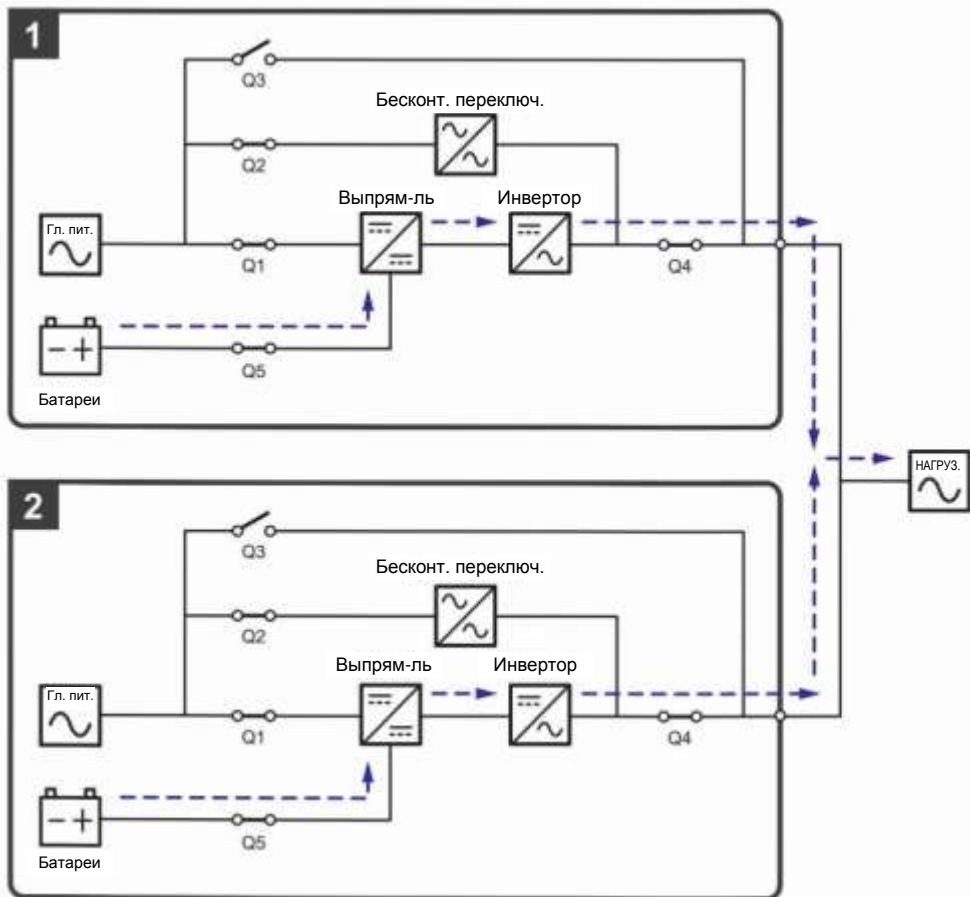 1
Q3
Бесконт. переключ.
Q2
Выпрям-ль
Инвертор
Гл. пит.
Q1
Q4
Q5
Батареи
НАГРУЗ.
2
Q3
Бесконт. переключ.
Q2
Выпрям-ль
Инвертор
Гл. пит.
Q1
Q4
Q5
Батареи